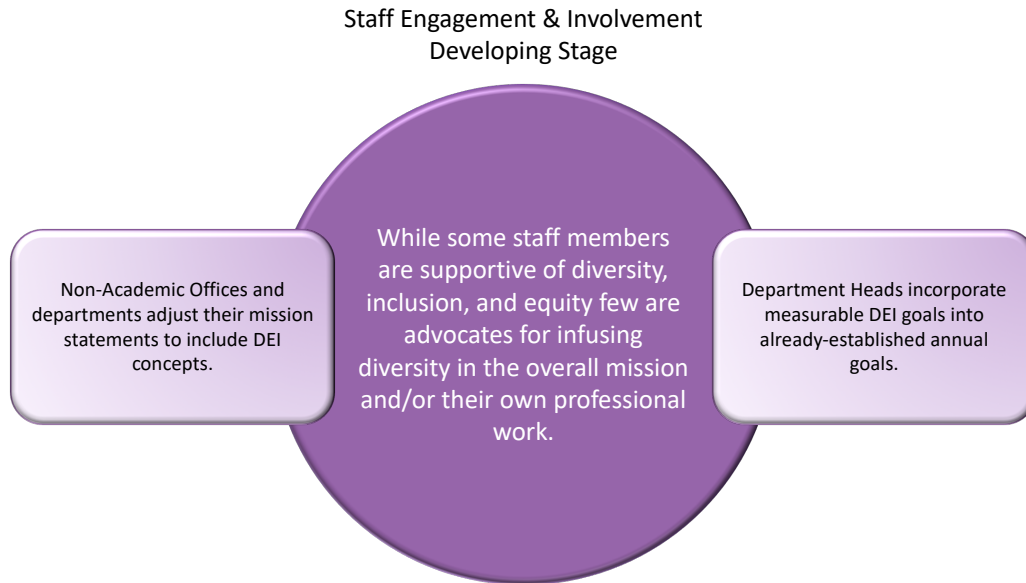 Staff Engagement & Involvement
Developing Stage
Non-Academic Offices and
departments adjust their mission
statements to include DEI
concepts.
While some staff members
are supportive of diversity,
inclusion, and equity few are
advocates for infusing
diversity in the overall mission
and/or their own professional
work.
Department Heads incorporate
measurable DEI goals into
already-established annual
goals.